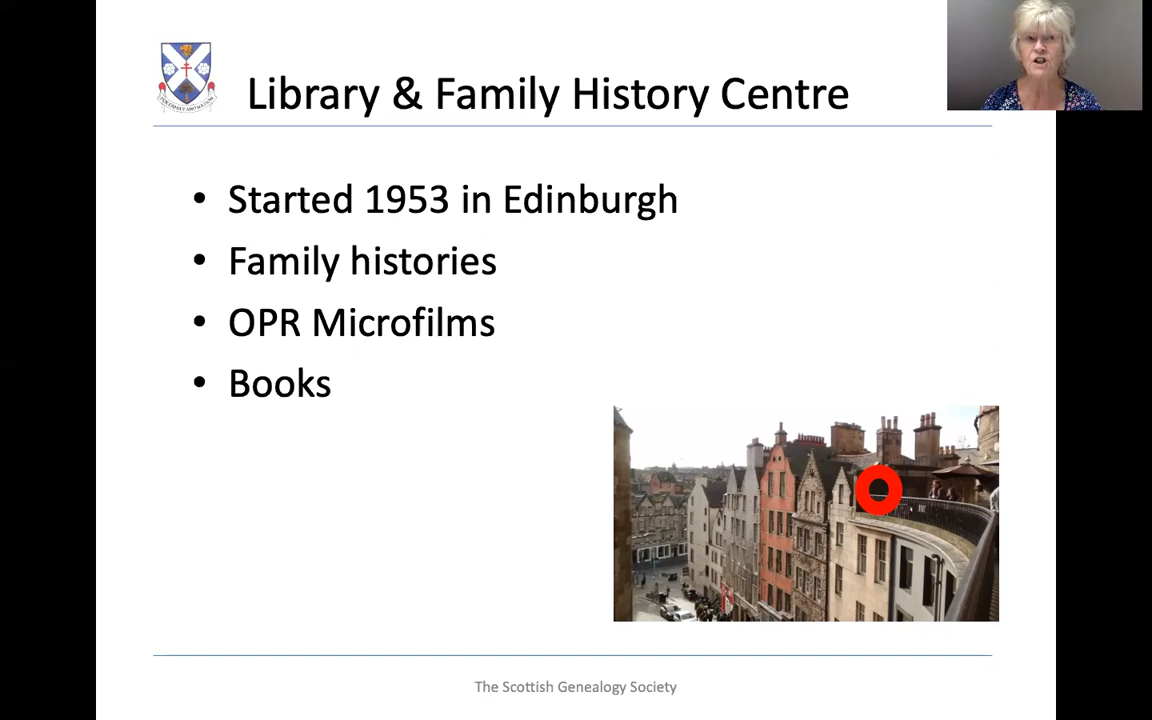 Library & Family History Centre
• Started 1953 in Edinburgh
• Family histories
• OPR Microfilms
• Books
The Scottish Genealogy Society